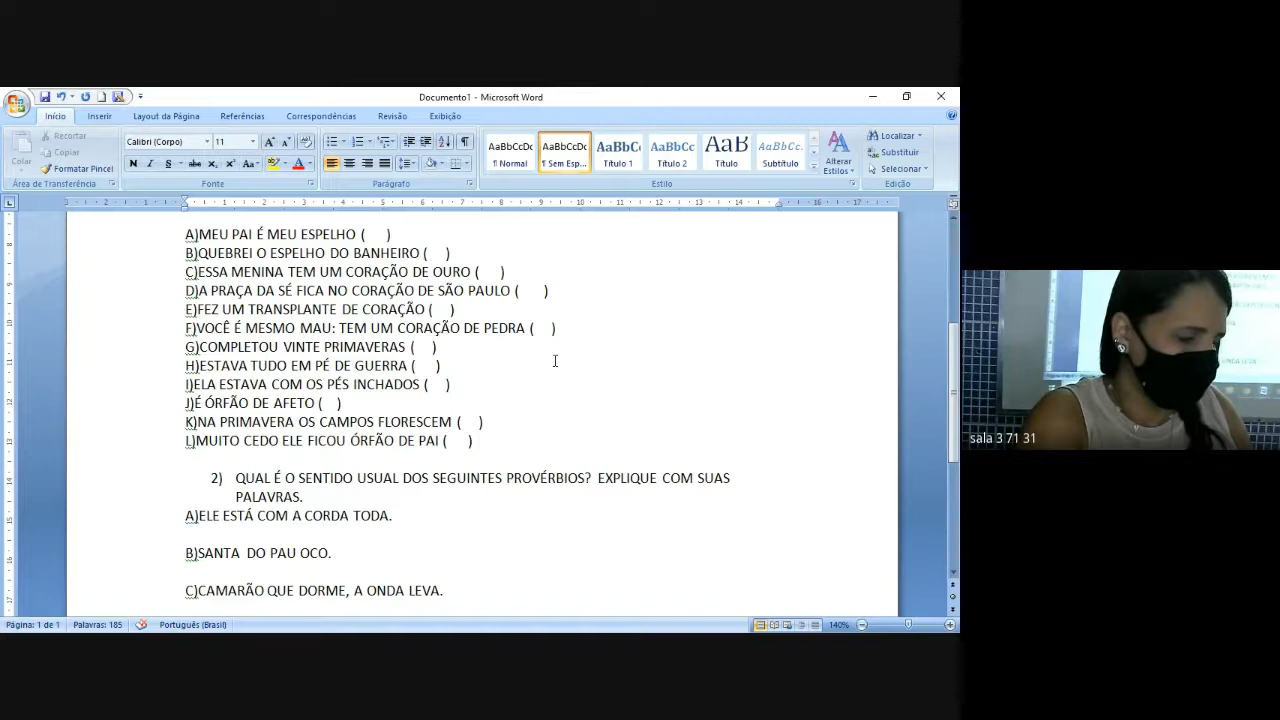 Documento1 - Microsoft Word
Início Inserir Layout da Página Referências Correspondências Revisão Exibição
Colar
Recortar
Copiar
Formatar Pincel
Área de Transferência
Calibri (Corpo) 11
Fonte
Parágrafo
AaBbCcDc AaBbCcDc AaBbCc AaBbCc AaB AaBbCc.
¶ Normal ¶ Sem Esp... Título 1 Título 2 Título Subtítulo
Alterar Estilos
Estilo
Localizar
Substituir
Selecionar
Edição
A)MEU PAI É MEU ESPELHO ( )
B)QUEBREI O ESPELHO DO BANHEIRO ( )
C)ESSA MENINA TEM UM CORAÇÃO DE OURO ( )
D)A PRAÇA DA SÉ FICA NO CORAÇÃO DE SÃO PAULO ( )
E)FEZ UM TRANSPLANTE DE CORAÇÃO ( )
F)VOCÊ É MESMO MAU: TEM UM CORAÇÃO DE PEDRA ( )
G)COMPLETOU VINTE PRIMAVERAS ( )
H)ESTAVA TUDO EM PÉ DE GUERRA ( )
I)ELA ESTAVA COM OS PÉS INCHADOS ( )
J)É ÓRFÃO DE AFETO ( )
K)NA PRIMAVERA OS CAMPOS FLORESCEM ( )
L)MUITO CEDO ELE FICOU ÓRFÃO DE PAI ( )
2) QUAL É O SENTIDO USUAL DOS SEGUINTES PROVÉRBIOS? EXPLIQUE COM SUAS
PALAVRAS.
A)ELE ESTÁ COM A CORDA TODA.
B)SANTA DO PAU OCO.
C)CAMARÃO QUE DORME, A ONDA LEVA.
Página: 1 de 1 Palavras: 185 Português (Brasil) 140%
sala 3 71 31